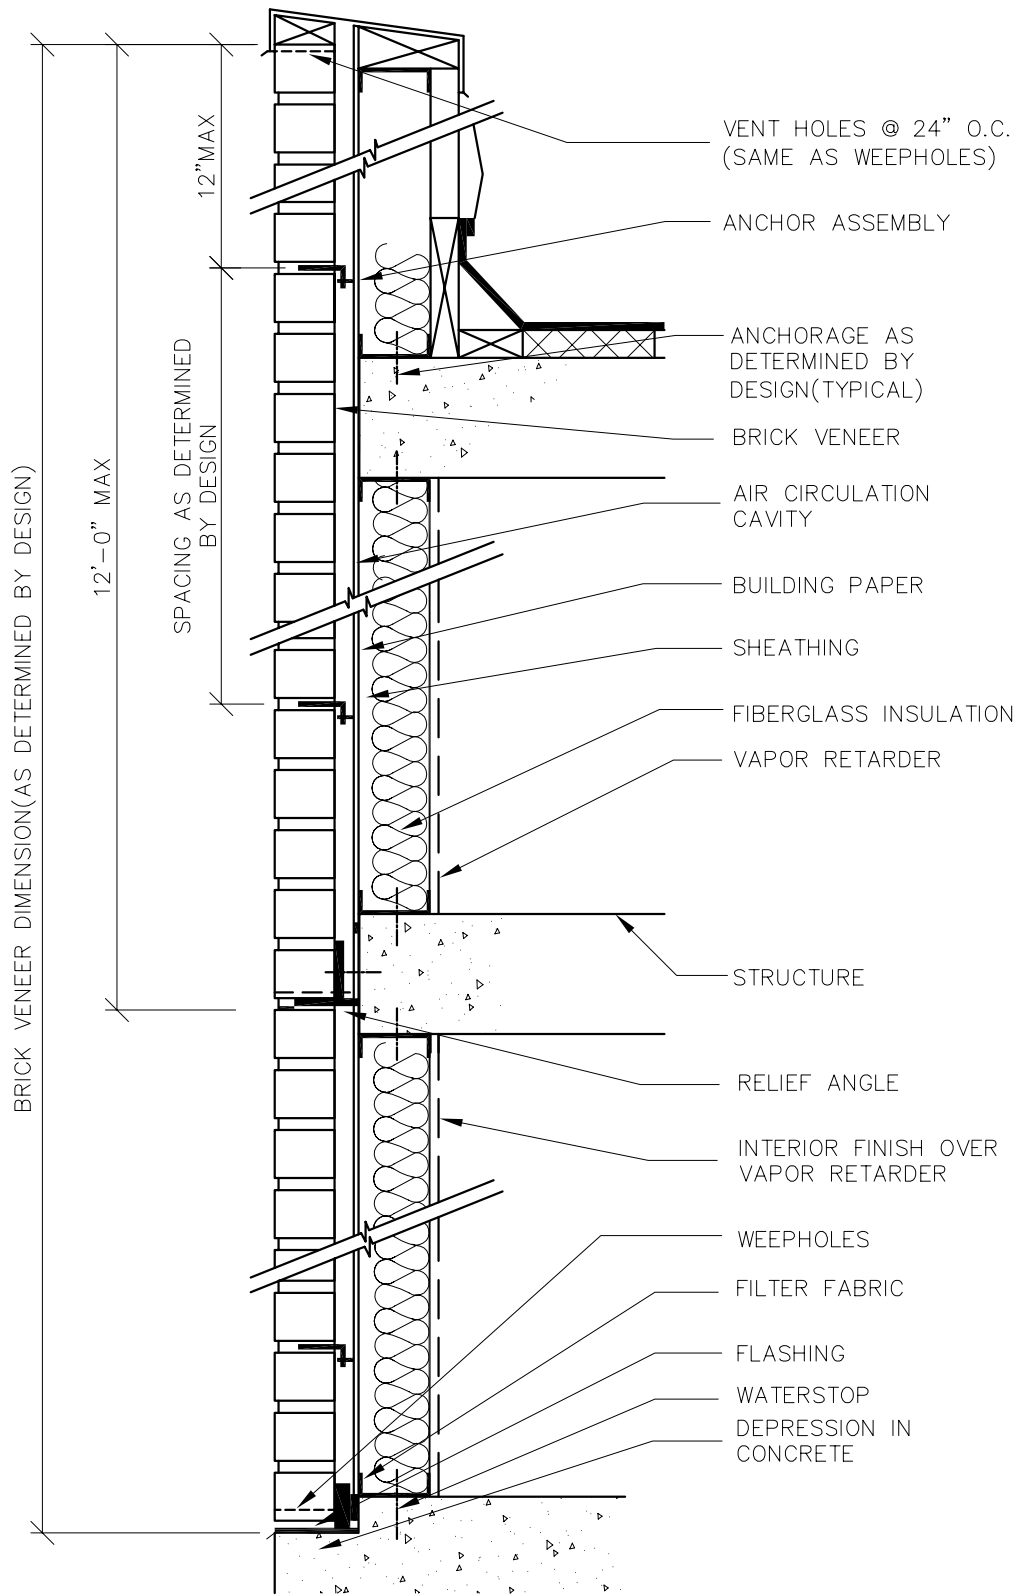 VENT HOLES @ 24" O.C.
(SAME AS WEEPHOLES)
12"MAX
ANCHOR ASSEMBLY
ANCHORAGE AS
DETERMINED BY
DESIGN(TYPICAL)
SPACING AS DETERMINED
BY DESIGN
BRICK VENEER
AIR CIRCULATION
CAVITY
12'-0" MAX
BRICK VENEER DIMENSION(AS DETERMINED BY DESIGN)
BUILDING PAPER
SHEATHING
FIBERGLASS INSULATION
VAPOR RETARDER
STRUCTURE
RELIEF ANGLE
INTERIOR FINISH OVER
VAPOR RETARDER
WEEPHOLES
FILTER FABRIC
FLASHING
WATERSTOP
DEPRESSION IN
CONCRETE